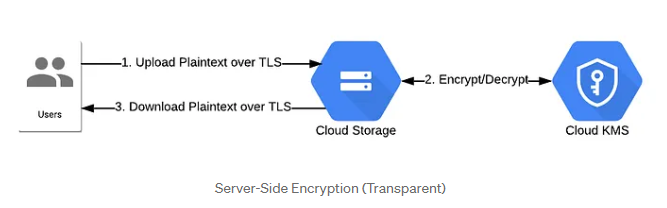 1. Upload Plaintext over TLS
2. Encrypt/Decrypt
3. Download Plaintext over TLS
Users
Cloud Storage
Cloud KMS
Server-Side Encryption (Transparent)